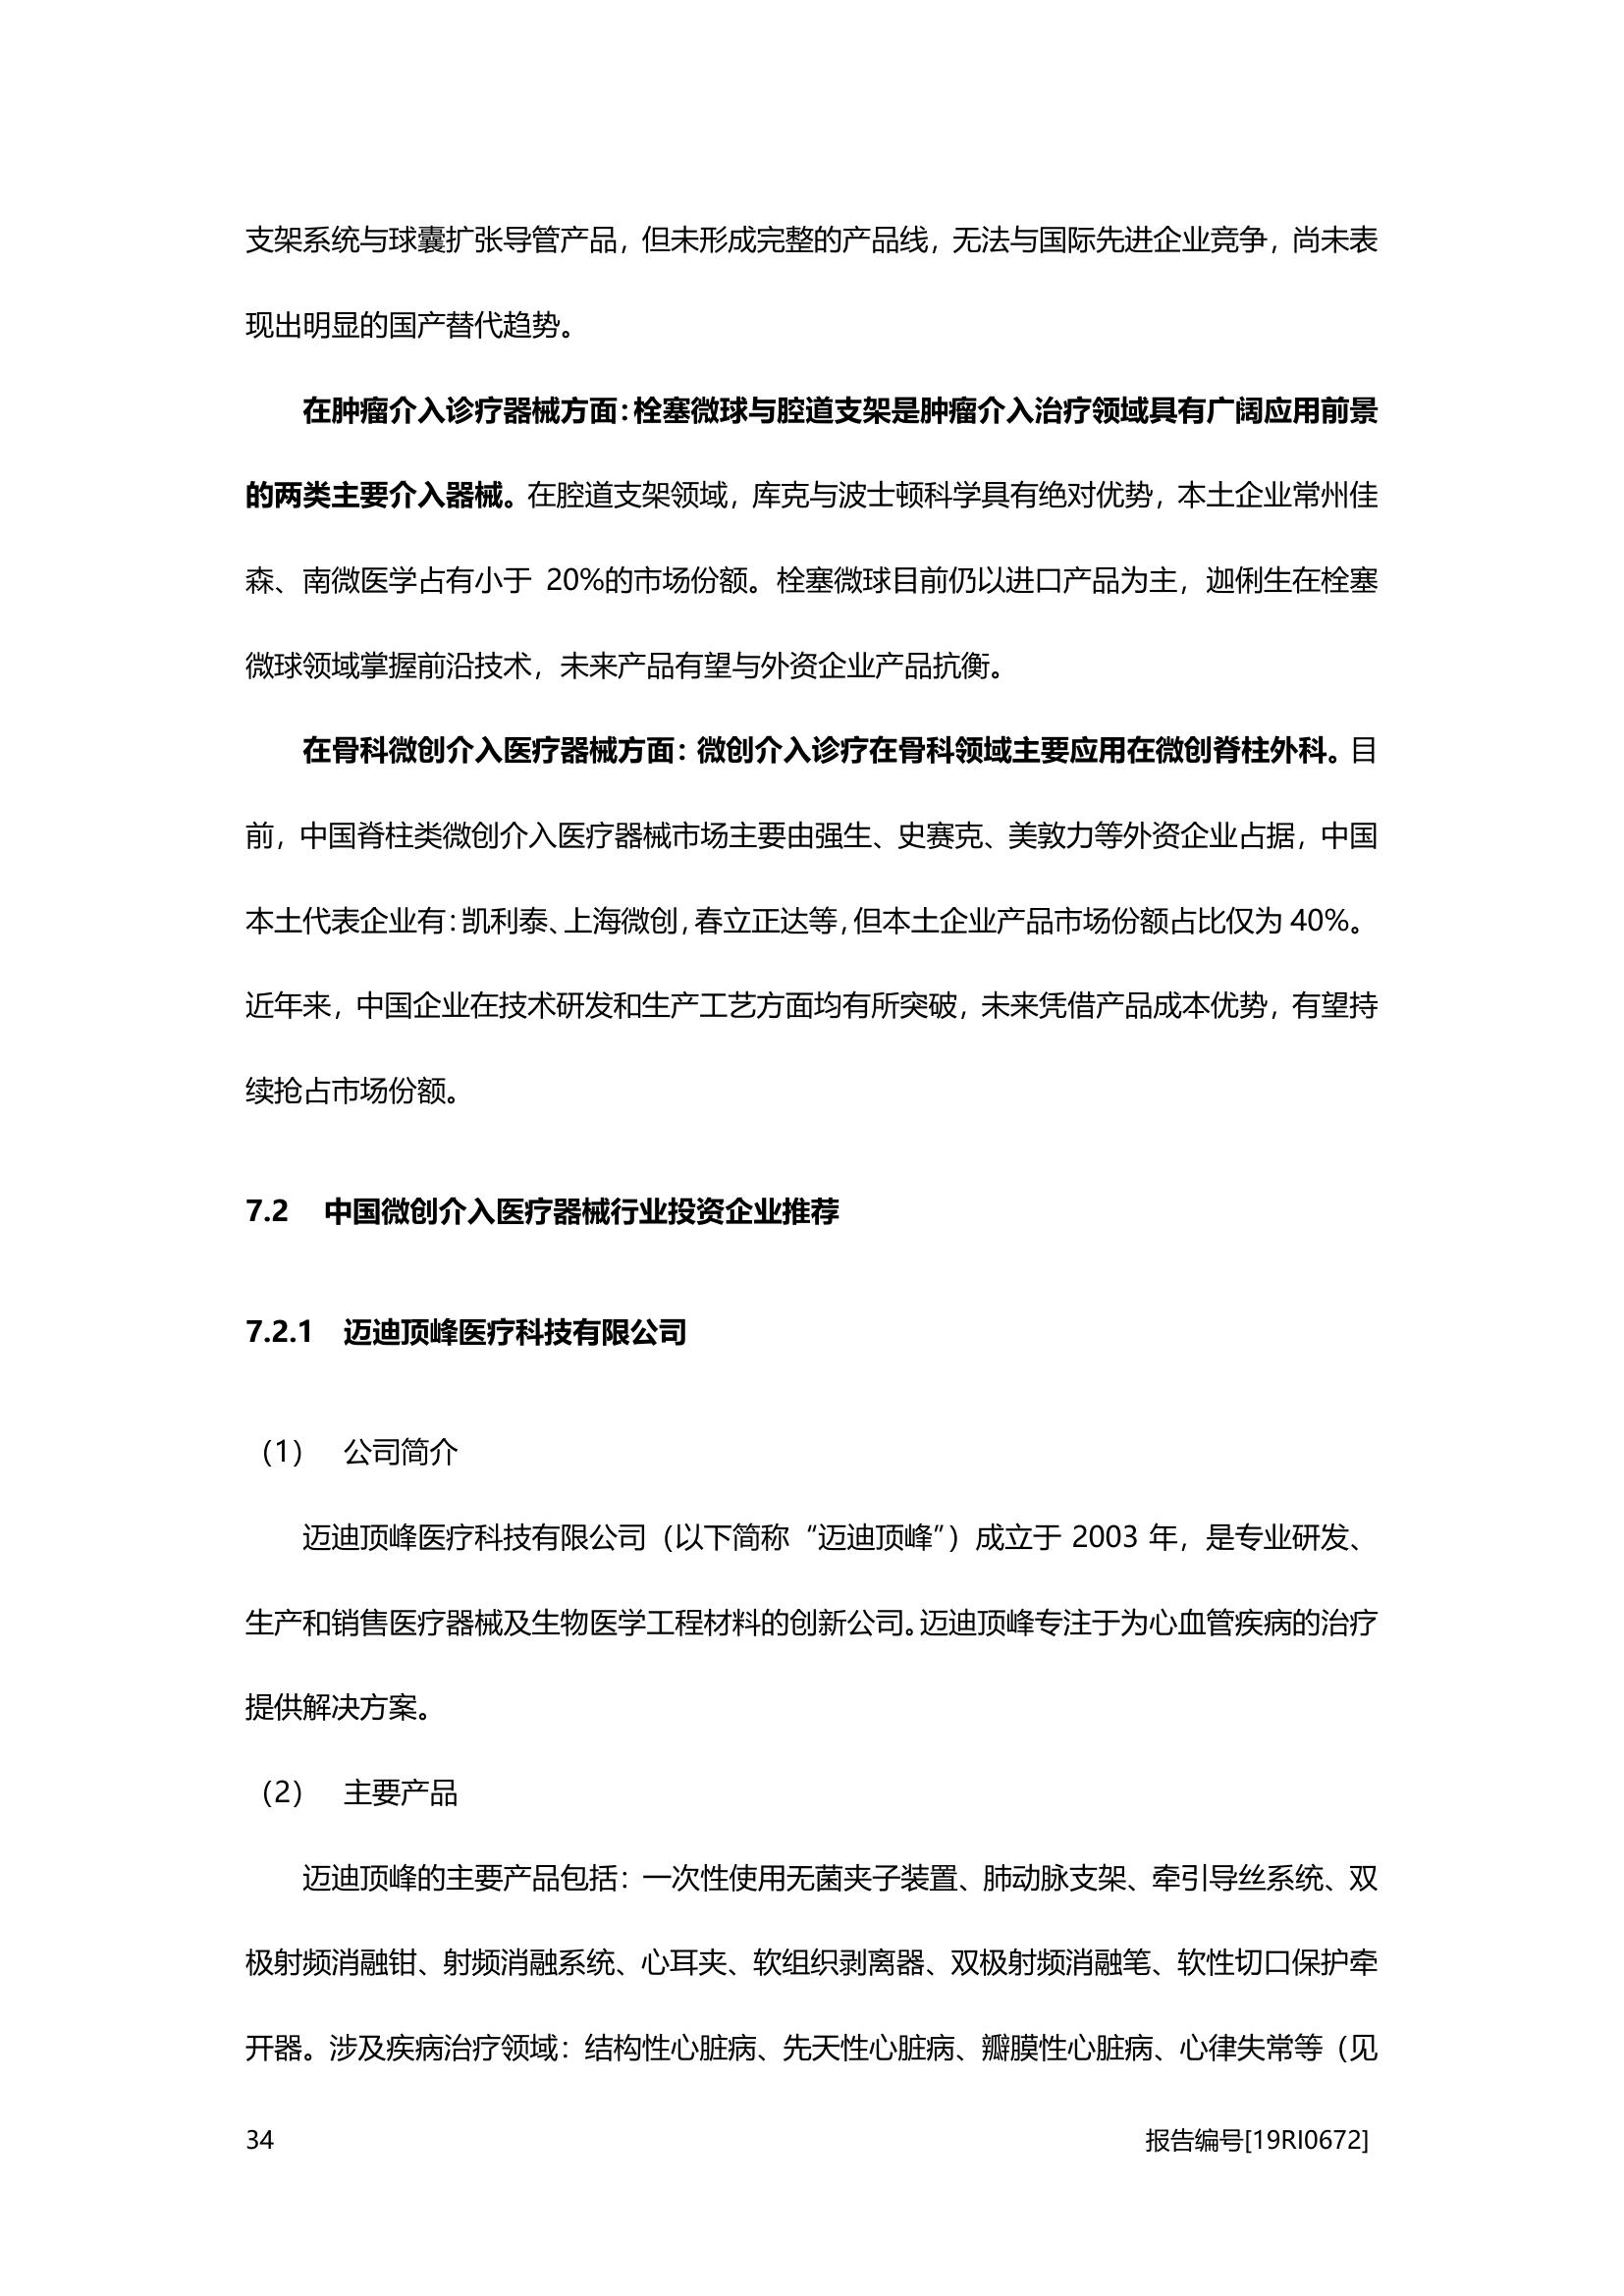 支架系统与球囊扩张导管产品，但未形成完整的产品线，无法与国际先进企业竞争，尚未表
现出明显的国产替代趋势。
在肿瘤介入诊疗器械方面：栓塞微球与腔道支架是肿瘤介入治疗领域具有广阔应用前景
的两类主要介入器械。在腔道支架领域，库克与波士顿科学具有绝对优势，本土企业常州佳
森、南微医学占有小于 20%的市场份额。栓塞微球目前仍以进口产品为主，迦俐生在栓塞
微球领域掌握前沿技术，未来产品有望与外资企业产品抗衡。
在骨科微创介入医疗器械方面：微创介入诊疗在骨科领域主要应用在微创脊柱外科。目
前，中国脊柱类微创介入医疗器械市场主要由强生、史赛克、美敦力等外资企业占据，中国
本土代表企业有：凯利泰、上海微创，春立正达等，但本土企业产品市场份额占比仅为 40%。
近年来，中国企业在技术研发和生产工艺方面均有所突破，未来凭借产品成本优势，有望持
续抢占市场份额。
7.2 中国微创介入医疗器械行业投资企业推荐
7.2.1 迈迪顶峰医疗科技有限公司
（1） 公司简介
迈迪顶峰医疗科技有限公司（以下简称“迈迪顶峰”）成立于 2003 年，是专业研发、
生产和销售医疗器械及生物医学工程材料的创新公司。迈迪顶峰专注于为心血管疾病的治疗
提供解决方案。
（2） 主要产品
迈迪顶峰的主要产品包括：一次性使用无菌夹子装置、肺动脉支架、牵引导丝系统、双
极射频消融钳、射频消融系统、心耳夹、软组织剥离器、双极射频消融笔、软性切口保护牵
开器。涉及疾病治疗领域：结构性心脏病、先天性心脏病、瓣膜性心脏病、心律失常等（见
34 报告编号[19RI0672]